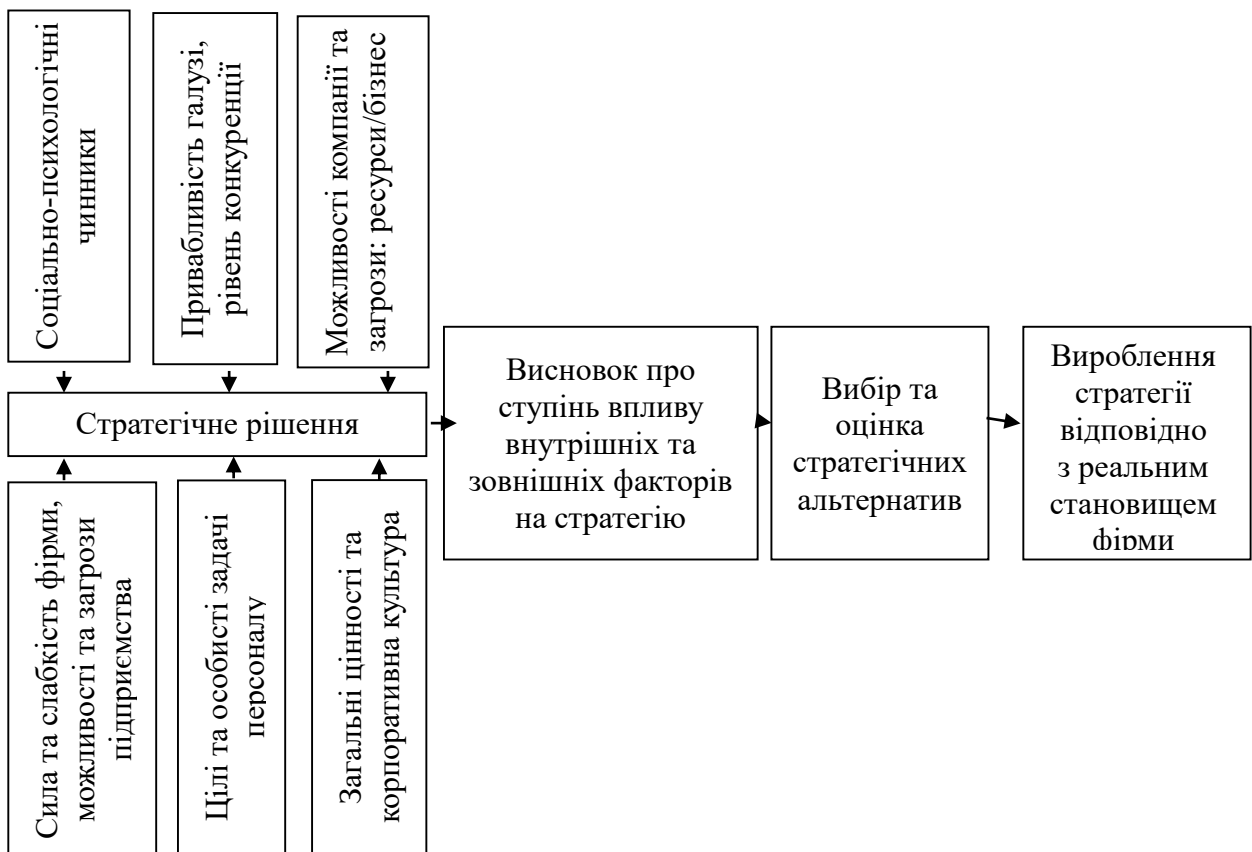 Соціально-психологічні
чинники
Привабливість галузі,
рівень конкуренції
Можливості компанії та
загрози: ресурси/бізнес
Стратегічне рішення
Сила та слабкість фірми,
можливості та загрози
підприємства
Цілі та особисті задачі
персоналу
Загальні цінності та
корпоративна культура
Висновок про
ступінь впливу
внутрішніх та
зовнішніх факторів
на стратегію
Вибір та
оцінка
стратегічних
альтернатив
Вироблення
стратегії
відповідно
з реальним
становищем
фірми